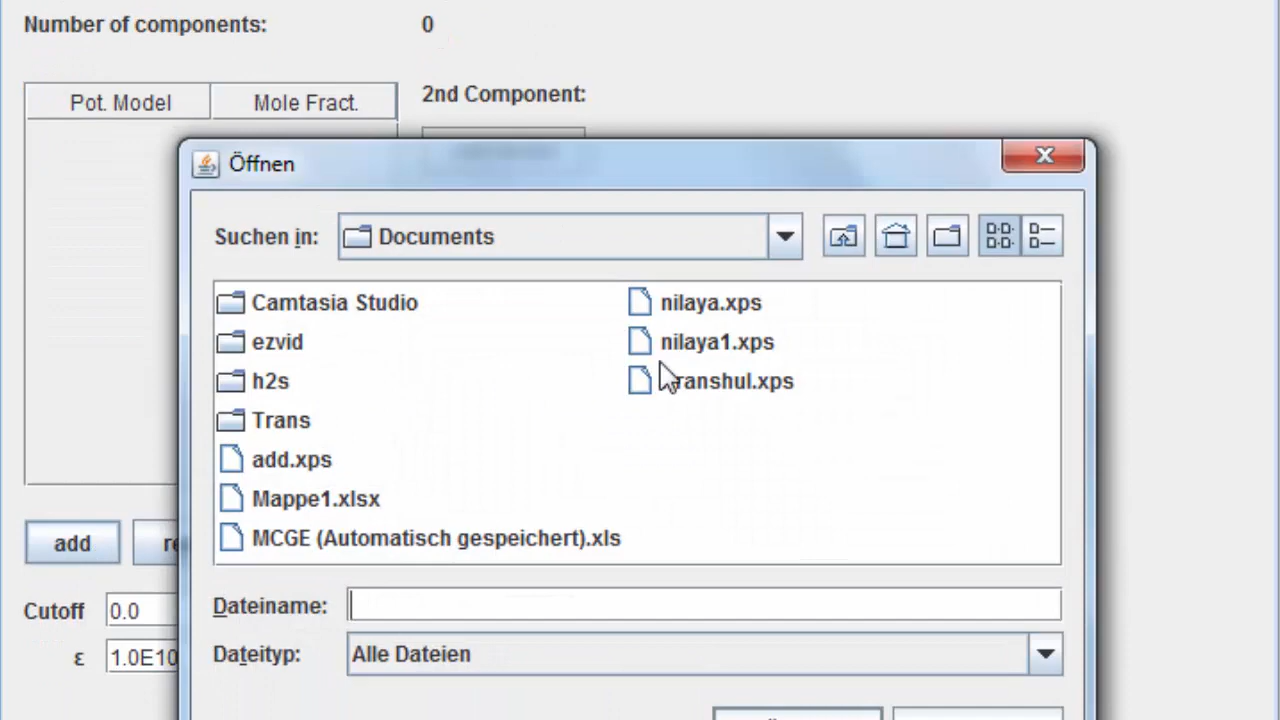 Number of components: 0
Pot. Model Mole Fract. 2nd Component:
Öffnen
Suchen in: Documents
Camtasia Studio
ezvid
h2s
Trans
add.xps
Mappe1.xlsx
MCGE (Automatisch gespeichert).xls
nilaya.xps
nilaya1.xps
ranshul.xps
add re
Dateiname:
Cutoff 0.0
Dateityp: Alle Dateien
ε 1.0E10